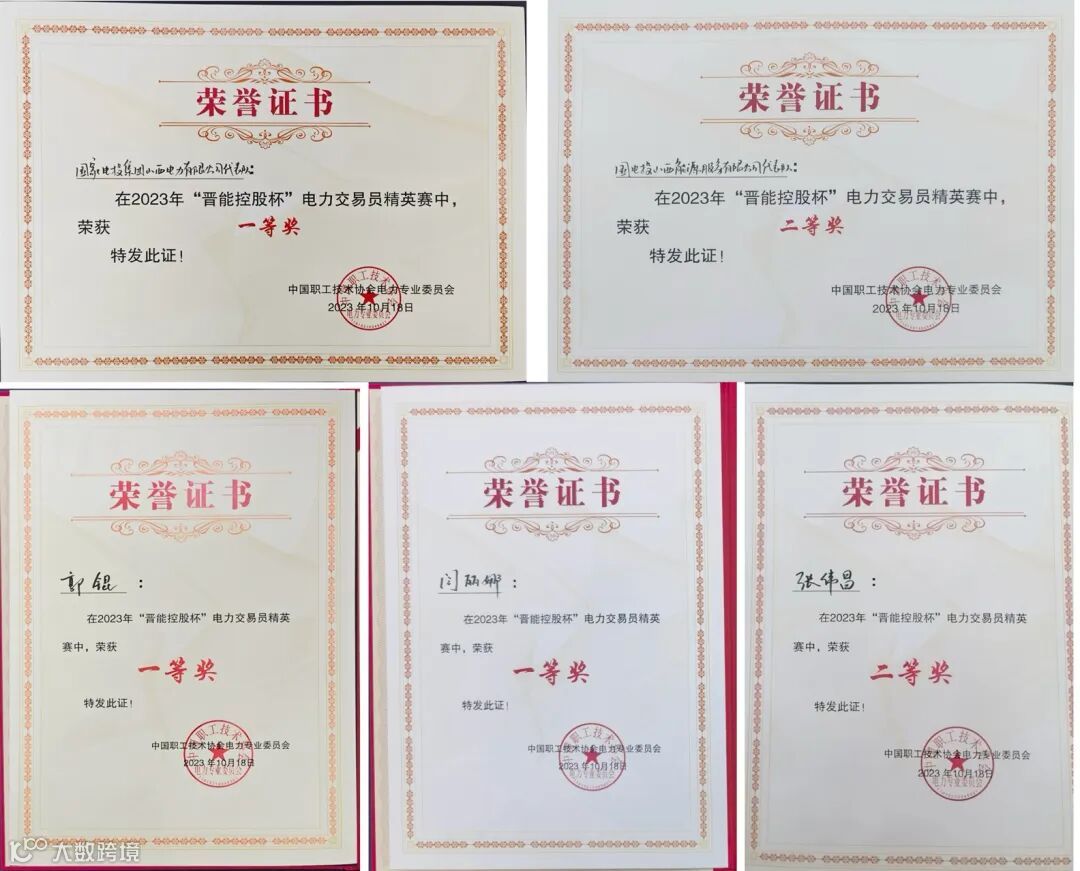 荣誉证书
国家电投集团山西电力有限公司代表队:
在2023年“晋能控股杯”电力交易员精英赛中,
荣获 一等奖
特发此证!
中国职工技术协会电力专业委员会
2023年10月18日
荣誉证书
国电投山西能源服务有限公司代表队:
在2023年“晋能控股杯”电力交易员精英赛中,
荣获 二等奖
特发此证!
中国职工技术协会电力专业委员会
2023年10月18日
荣誉证书
郭锟:
在2023年“晋能控股杯”电力交易员精英
赛中,荣获
一等奖
特发此证!
中国职工技术协会电力专业委员会
2023年10月18日
荣誉证书
闫丽娜:
在2023年“晋能控股杯”电力交易员精英
赛中,荣获
一等奖
特发此证!
中国职工技术协会电力专业委员会
2023年10月18日
荣誉证书
张伟昌:
在2023年“晋能控股杯”电力交易员精英
赛中,荣获
二等奖
特发此证!
中国职工技术协会电力专业委员会
2023年10月18日
大数跨境